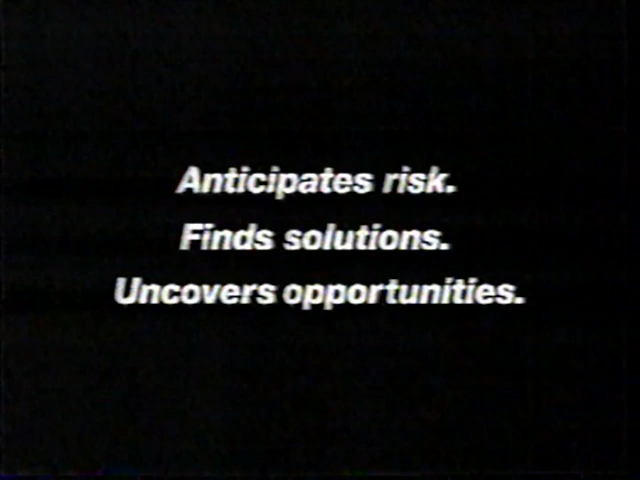 Anticipates risk.
Finds solutions.
Uncovers opportunities.